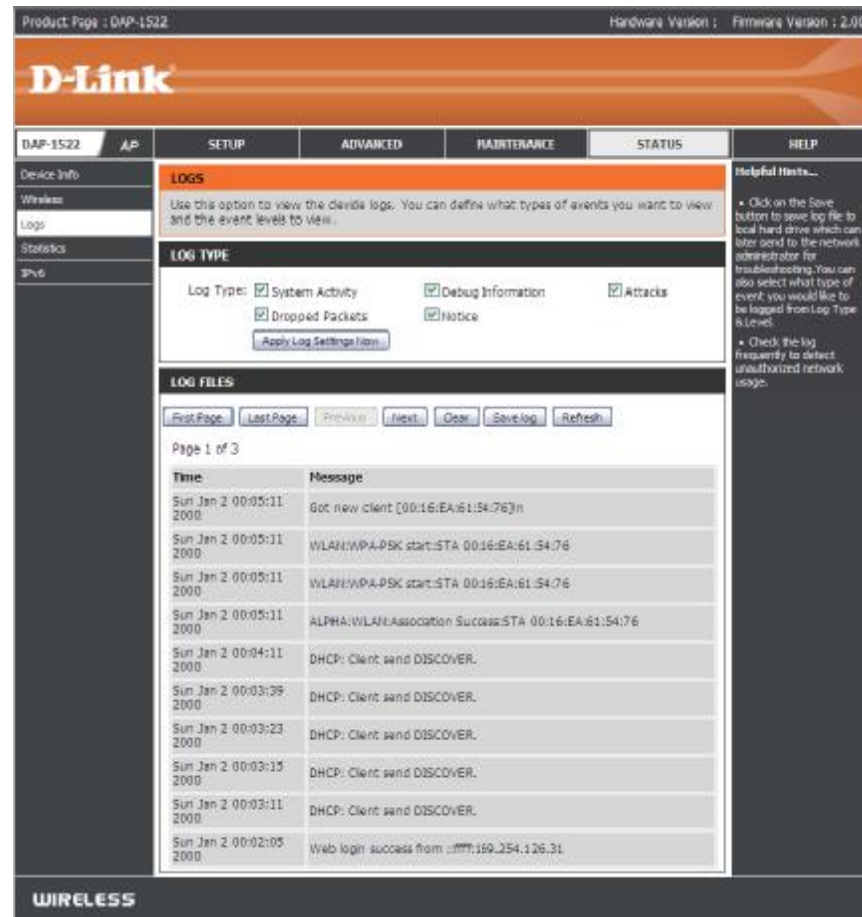 Product Page : DAP-1522
Hardware Version :
Firmware Version : 2.00
D-Link
DAP-1522
AP
SETUP
ADVANCED
MAINTENANCE
STATUS
HELP
Device Info
Wireless
Logs
Statistics
IPv6
LOGS
Use this option to view the device logs. You can define what types of events you want to view
and the event levels to view.
LOG TYPE
Log Type:
System Activity
Debug Information
Attacks
Dropped Packets
Notice
Apply Log Settings Now
LOG FILES
First Page
Last Page
Previous
Next
Clear
Save log
Refresh
Page 1 of 3
Time
Message
Sun Jan 2 00:05:11
2000
Got new client [00:16:EA:61:54:76]\n
Sun Jan 2 00:05:11
2000
WLAN:WPA-PSK start:STA 00:16:EA:61:54:76
Sun Jan 2 00:05:11
2000
WLAN:WPA-PSK start:STA 00:16:EA:61:54:76
Sun Jan 2 00:05:11
2000
ALPHA:WLAN:Association Success:STA 00:16:EA:61:54:76
Sun Jan 2 00:04:11
2000
DHCP: Client send DISCOVER.
Sun Jan 2 00:03:39
2000
DHCP: Client send DISCOVER.
Sun Jan 2 00:03:23
2000
DHCP: Client send DISCOVER.
Sun Jan 2 00:03:15
2000
DHCP: Client send DISCOVER.
Sun Jan 2 00:03:11
2000
DHCP: Client send DISCOVER.
Sun Jan 2 00:02:05
2000
Web login success from ::ffff:169.254.126.31
Helpful Hints...
• Click on the Save
button to save log file to
local hard drive which can
later send to the network
administrator for
troubleshooting. You can
also select what type of
event you would like to
be logged from Log Type
& Level.
• Check the log
frequently to detect
unauthorized network
usage.
WIRELESS